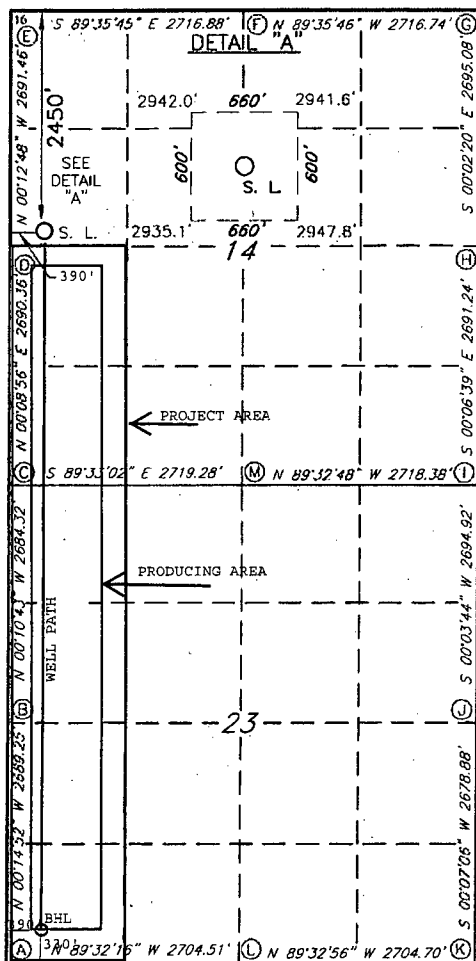 16
E
S 89°35'45" E 2716.88'
F
N 89°35'46" W 2716.74'
G
DETAIL "A"
N 00°12'48" W 2691.46'
2450'
SEE
DETAIL
"A"
2942.0'
660'
2941.6'
600'
600'
S. L.
S. L.
2935.1'
660'
2947.8'
14
S 00°02'20" E 2695.08'
D
390'
H
N 00°08'56" E 2690.36'
S 00°06'39" E 2691.24'
PROJECT AREA
C
S 89°33'02" E 2719.28'
M
N 89°32'48" W 2718.38'
I
N 00°10'43" W 2684.32
WELL PATH
PRODUCING AREA
S 00°03'44" W 2694.92'
B
23
J
N 00°14'52" W 2689.25'
S 00°07'06" W 2678.88'
BHL
330'
A
N 89°32'16" W 2704.51'
L
N 89°32'56" W 2704.70'
K